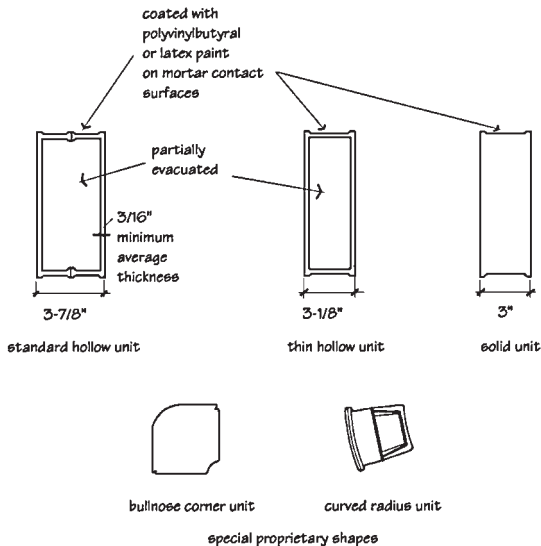 coated with
polyvinylbutyral
or latex paint
on mortar contact
surfaces
partially
evacuated
3/16"
minimum
average
thickness
3-7/8"
3-1/8"
3"
standard hollow unit
thin hollow unit
solid unit
bullnose corner unit
curved radius unit
special proprietary shapes